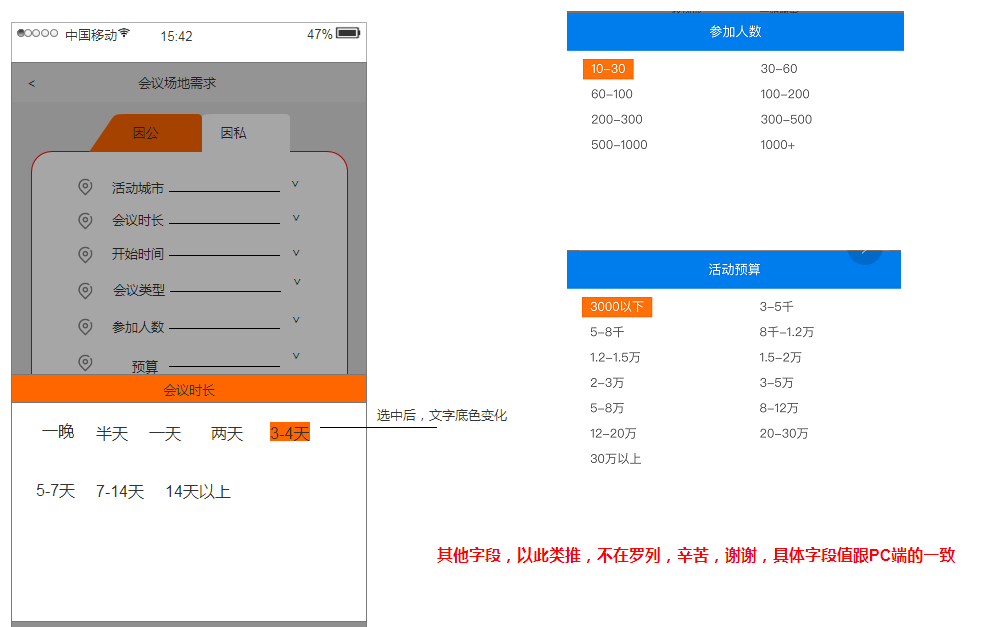 中国移动 15:42 47%
< 会议场地需求
因公 因私
活动城市
会议时长
开始时间
会议类型
参加人数
预算
会议时长
一晚 半天 一天 两天 3-4天
5-7天 7-14天 14天以上
选中后，文字底色变化
参加人数
10-30 30-60
60-100 100-200
200-300 300-500
500-1000 1000+
活动预算
3000以下 3-5千
5-8千 8千-1.2万
1.2-1.5万 1.5-2万
2-3万 3-5万
5-8万 8-12万
12-20万 20-30万
30万以上
其他字段，以此类推，不在罗列，辛苦，谢谢，具体字段值跟PC端的一致